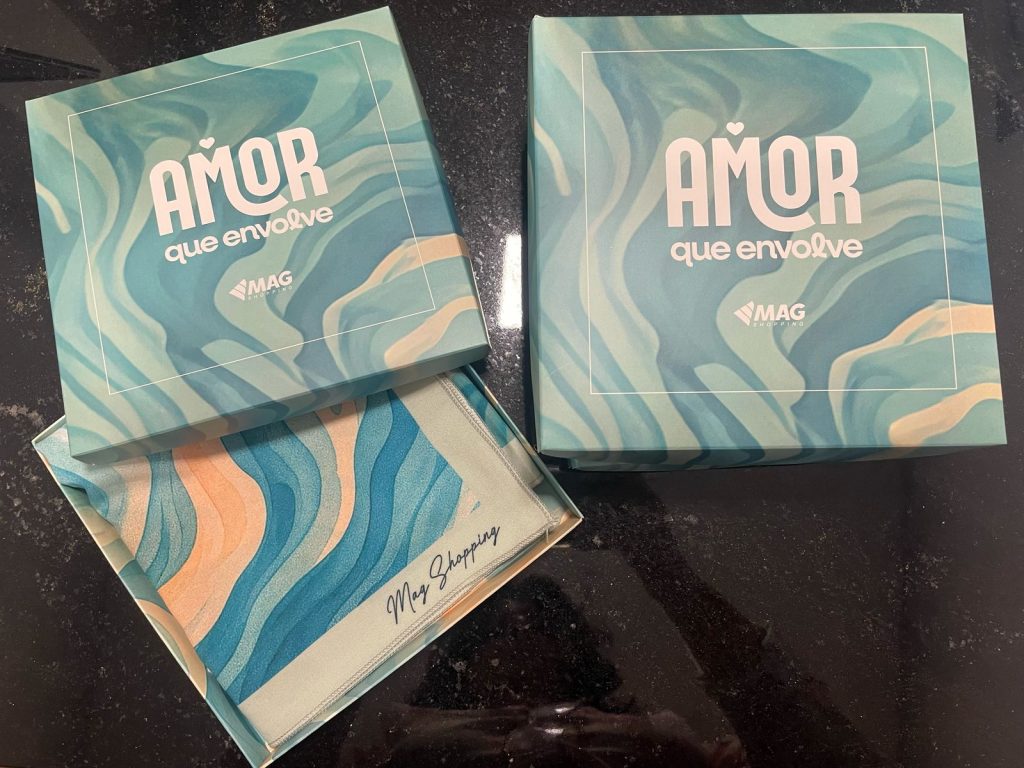 AMOR
que envolve
MAG
SHOPPING
AMOR
que envolve
MAG
SHOPPING
Mag Shopping